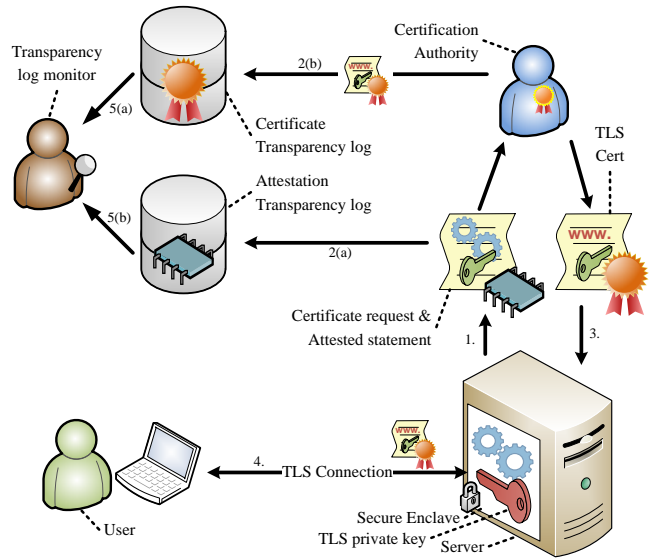 Transparency
log monitor
5(a)
2(b)
www.
Certification
Authority
Certificate
Transparency log
TLS
Cert
Attestation
Transparency log
5(b)
2(a)
www.
Certificate request &
Attested statement
1.
3.
www.
4.
TLS Connection
User
Secure Enclave
TLS private key
Server